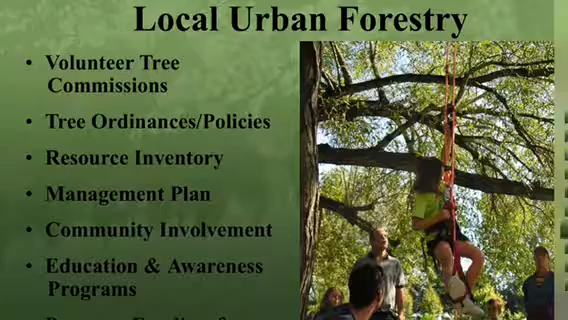 Local Urban Forestry
• Volunteer Tree
Commissions
• Tree Ordinances/Policies
• Resource Inventory
• Management Plan
• Community Involvement
• Education & Awareness
Programs